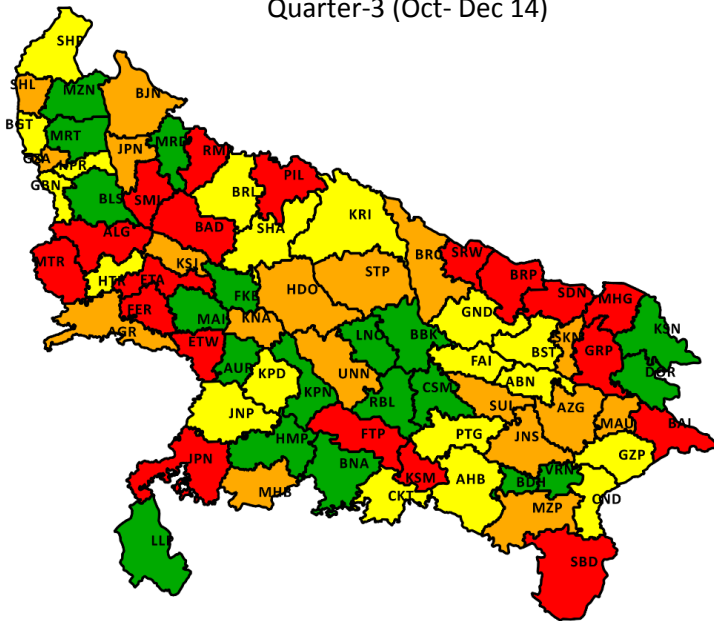 Quarter-3 (Oct- Dec 14)
SHP
SHL
MZN
BJN
BGT
MRT
JPN
MRD
RM
HPR
PIL
GBN
BLS
SML
BRL
KRI
ALG
BAD
SHA
MTR
KSJ
BRC
SRW
HTR
ETA
STP
BRP
FKB
HDO
SDN
MHG
FER
MAI
KNA
GND
KSN
AGR
LNO
BBK
SKN
ETW
FAI
BST
GRP
AUR
KPD
UNN
DOR
KPN
CSM
ABN
RBL
SUL
AZG
JNP
MAU
BAL
FTP
PTG
JNS
HMP
GZP
JPN
BNA
KSM
AHB
BDH
VRN
MHB
CKT
MZP
CND
LLP
SBD